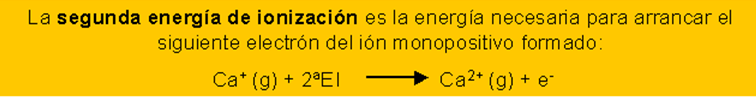 La segunda energía de ionización es la energía necesaria para arrancar el
siguiente electrón del ión monopositivo formado:
Ca⁺ (g) + 2ªEI ⟶ Ca²⁺ (g) + e⁻